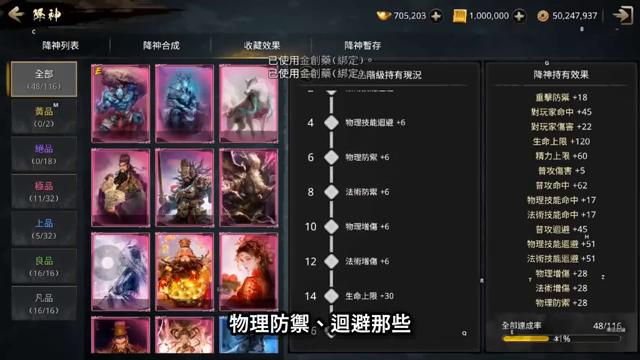 降神
705,203
1,000,000
50,247,937
降神列表
降神合成
收藏效果
降神暫存
已使用金創藥(綁定)。
已使用金創藥(綁定)。
階級持有現況
降神持有效果
全部
(48/116)
黃品
(0/2)
絕品
(0/18)
極品
(11/32)
上品
(5/32)
良品
(16/16)
凡品
(16/16)
4 物理技能迴避 +6
6 物理防禦 +6
8 法術防禦 +6
10 物理增傷 +6
12 法術增傷 +6
14 生命上限 +30
重擊防禦 +18
對玩家命中 +45
對玩家傷害 +22
生命上限 +120
精力上限 +60
普攻傷害 +5
普攻命中 +62
物理技能命中 +17
法術技能命中 +17
普攻迴避 +45
物理技能迴避 +51
法術技能迴避 +51
物理增傷 +28
法術增傷 +28
物理防禦 +28
全部達成率 48/116
41%
物理防禦、迴避那些